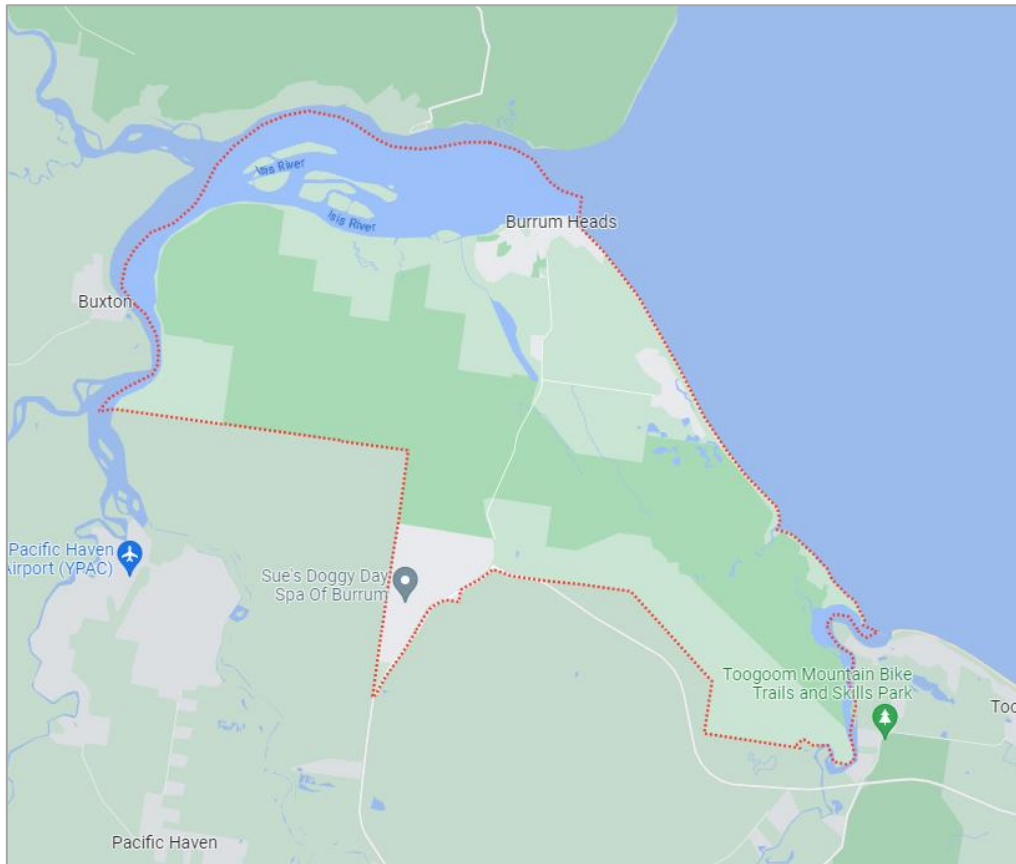 Isis River
Isis River
Burrum Heads
Buxton
Pacific Haven
Airport (YPAC)
Sue's Doggy Day
Spa Of Burrum
Toogoom Mountain Bike
Trails and Skills Park
Too
Pacific Haven